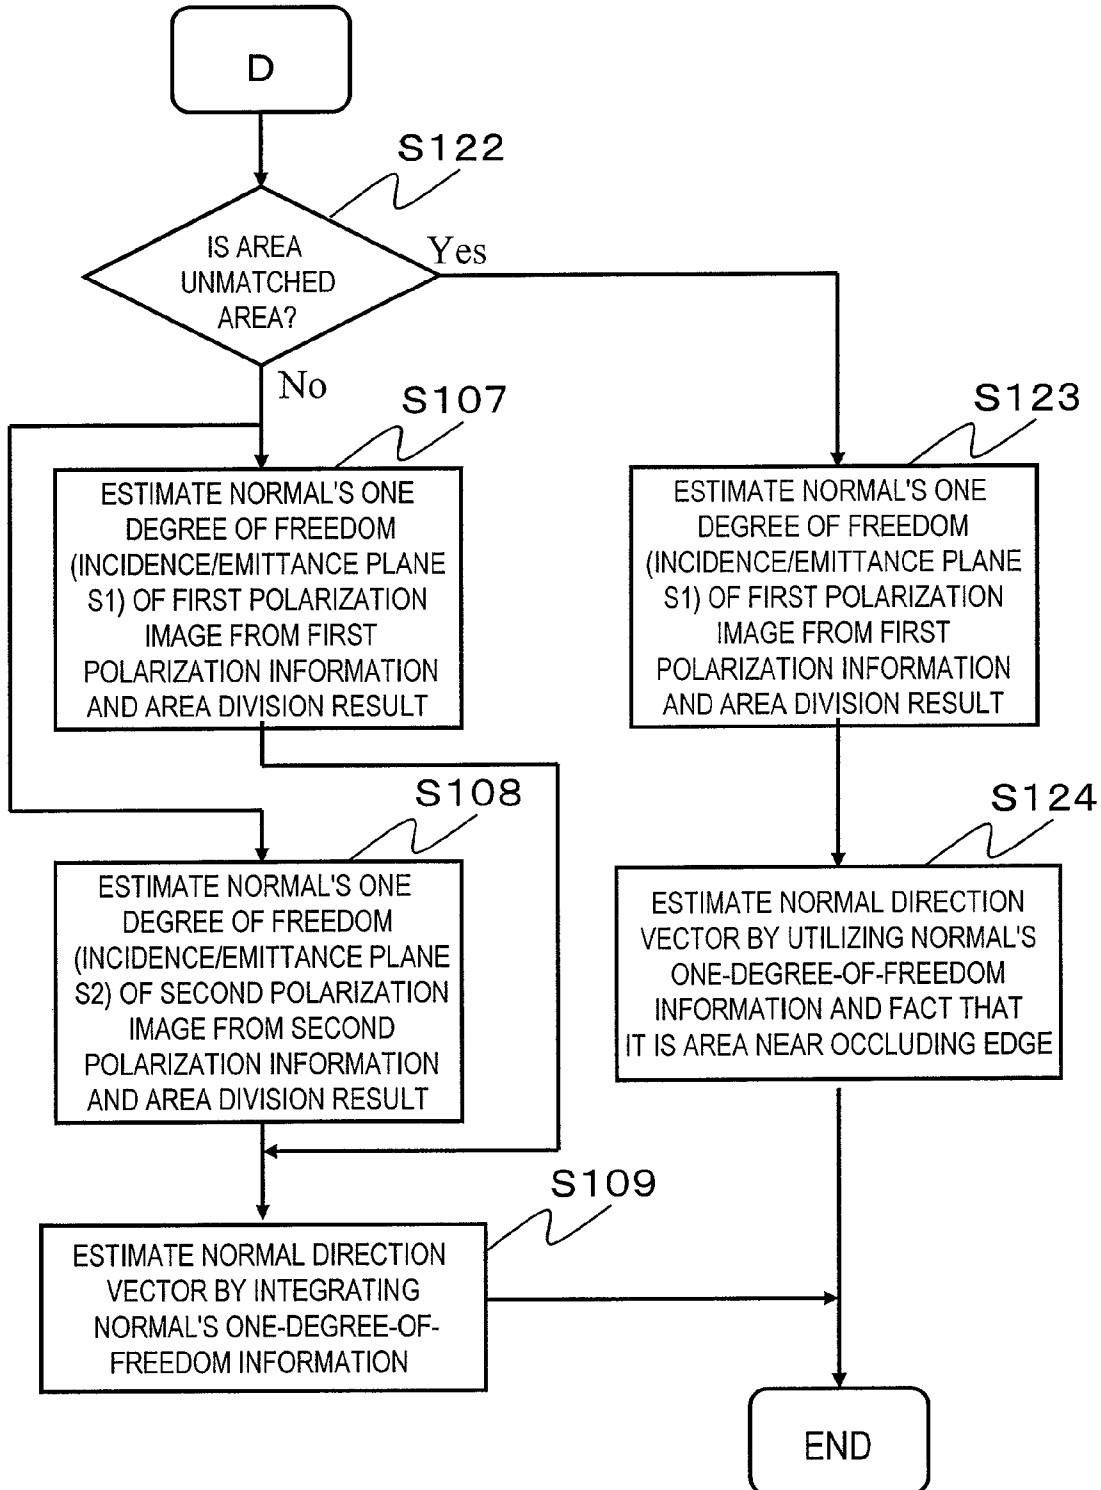 D
S122
IS AREA
UNMATCHED
AREA?
Yes
No
S107
ESTIMATE NORMAL'S ONE
DEGREE OF FREEDOM
(INCIDENCE/EMITTANCE PLANE
S1) OF FIRST POLARIZATION
IMAGE FROM FIRST
POLARIZATION INFORMATION
AND AREA DIVISION RESULT
S123
ESTIMATE NORMAL'S ONE
DEGREE OF FREEDOM
(INCIDENCE/EMITTANCE PLANE
S1) OF FIRST POLARIZATION
IMAGE FROM FIRST
POLARIZATION INFORMATION
AND AREA DIVISION RESULT
S108
ESTIMATE NORMAL'S ONE
DEGREE OF FREEDOM
(INCIDENCE/EMITTANCE PLANE
S2) OF SECOND POLARIZATION
IMAGE FROM SECOND
POLARIZATION INFORMATION
AND AREA DIVISION RESULT
S124
ESTIMATE NORMAL DIRECTION
VECTOR BY UTILIZING NORMAL'S
ONE-DEGREE-OF-FREEDOM
INFORMATION AND FACT THAT
IT IS AREA NEAR OCCLUDING EDGE
S109
ESTIMATE NORMAL DIRECTION
VECTOR BY INTEGRATING
NORMAL'S ONE-DEGREE-OF-
FREEDOM INFORMATION
END